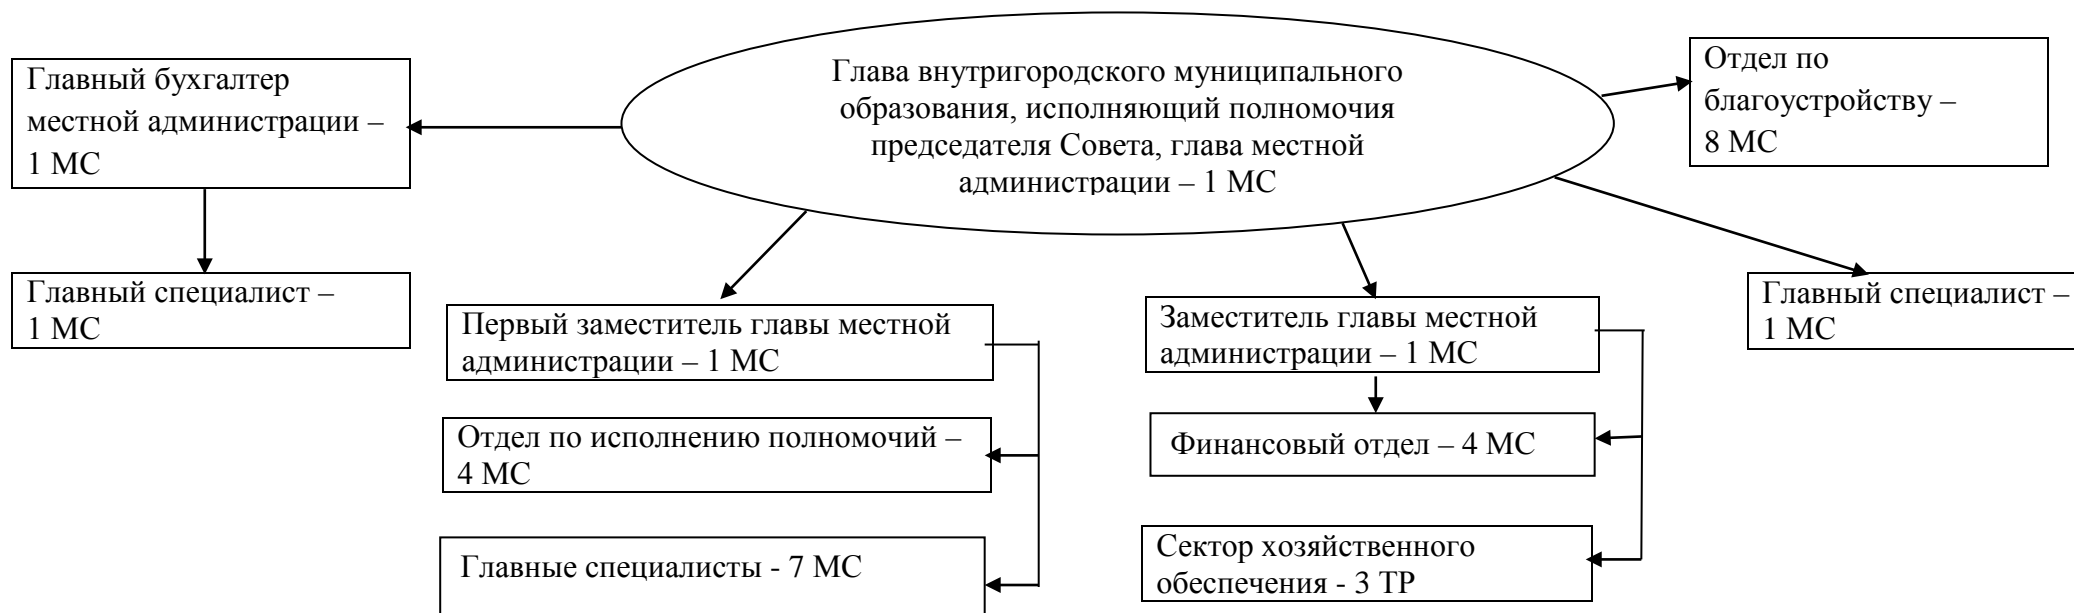 Главный бухгалтер
местной администрации –
1 МС
Глава внутригородского муниципального
образования, исполняющий полномочия
председателя Совета, глава местной
администрации – 1 МС
Отдел по
благоустройству –
8 МС
Главный специалист –
1 МС
Первый заместитель главы местной
администрации – 1 МС
Заместитель главы местной
администрации – 1 МС
Главный специалист –
1 МС
Отдел по исполнению полномочий –
4 МС
Финансовый отдел – 4 МС
Главные специалисты - 7 МС
Сектор хозяйственного
обеспечения - 3 ТР